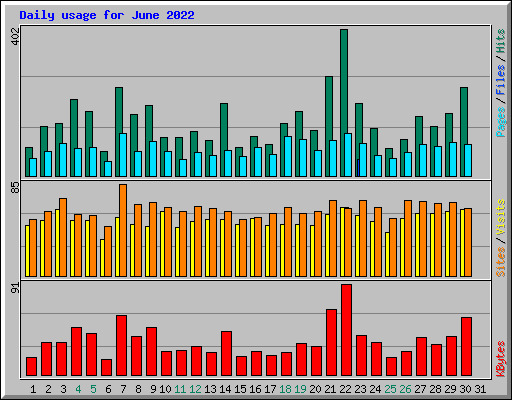 Daily usage for June 2022
402
85
91
Pages / Files / Hits
Sites / Visits
KBytes
1 2 3 4 5 6 7 8 9 10 11 12 13 14 15 16 17 18 19 20 21 22 23 24 25 26 27 28 29 30 31